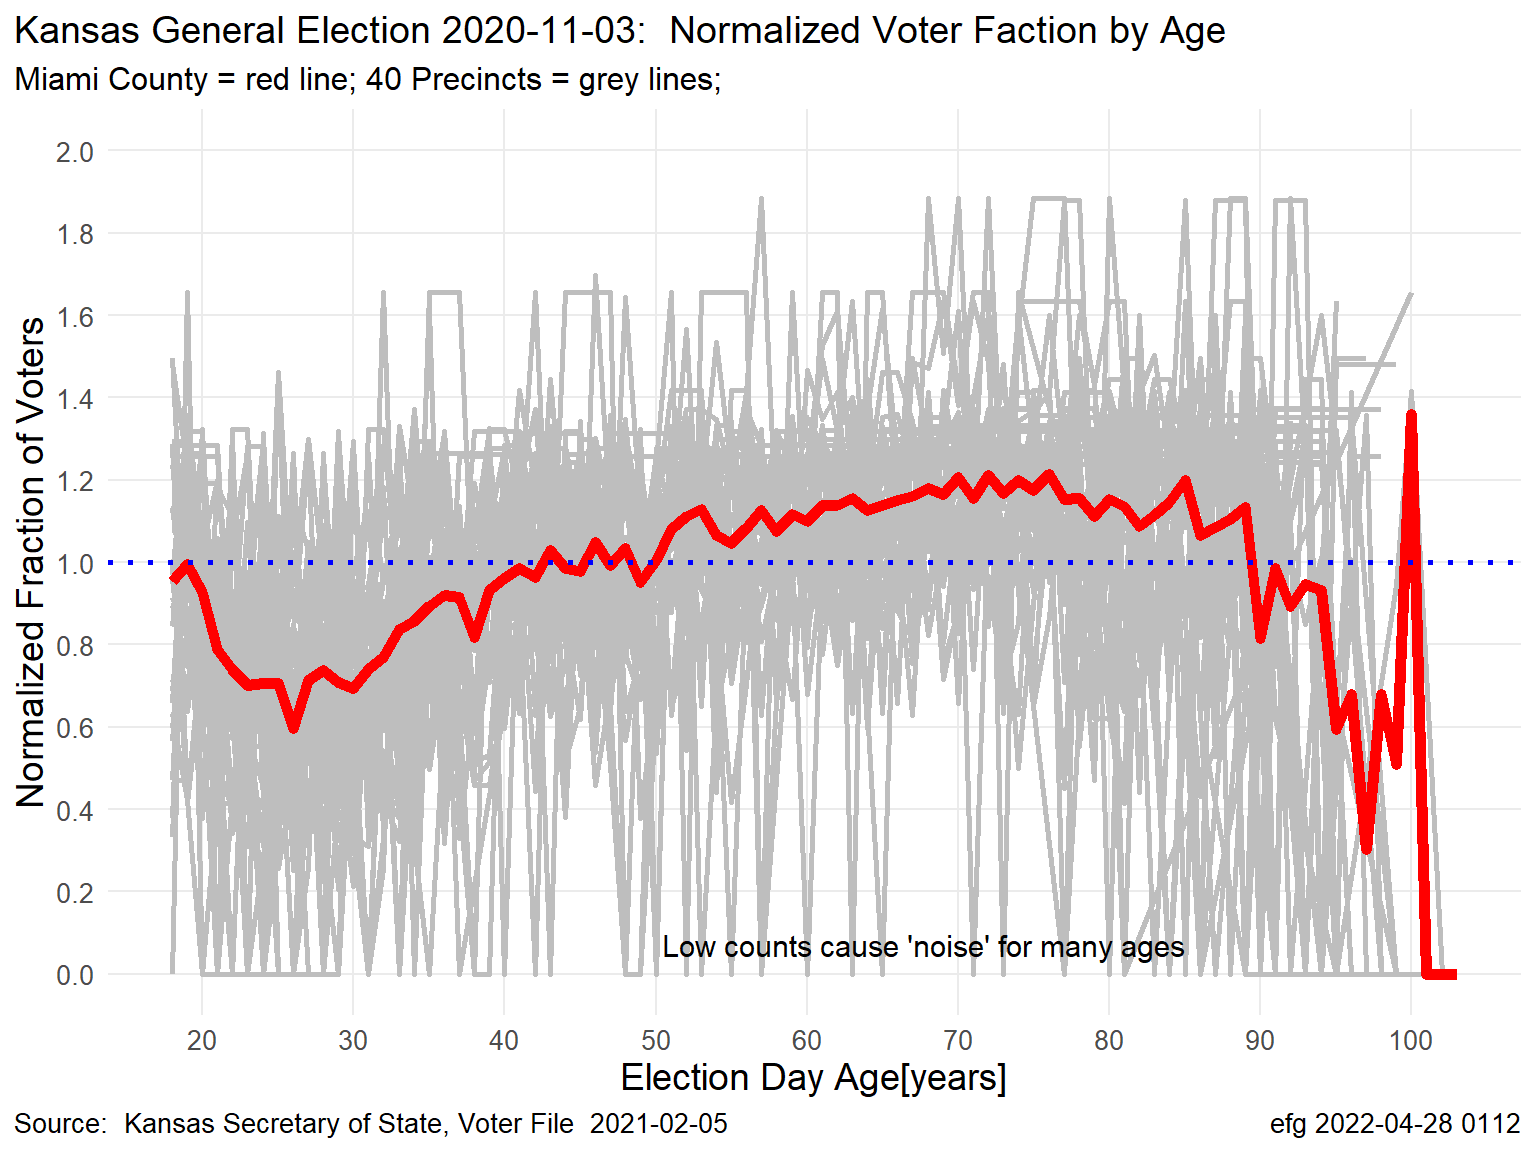 Kansas General Election 2020-11-03:  Normalized Voter Faction by Age
Miami County = red line; 40 Precincts = grey lines;
Normalized Fraction of Voters
2.0
1.8
1.6
1.4
1.2
1.0
0.8
0.6
0.4
0.2
0.0
Low counts cause 'noise' for many ages
20 30 40 50 60 70 80 90 100
Election Day Age[years]
Source:  Kansas Secretary of State, Voter File  2021-02-05
efg 2022-04-28 0112